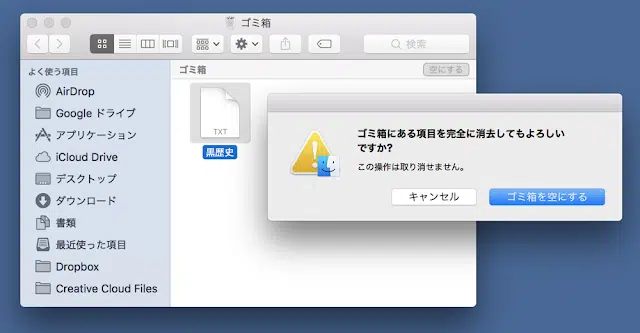 ゴミ箱
検索
よく使う項目
AirDrop
Google ドライブ
アプリケーション
iCloud Drive
デスクトップ
ダウンロード
書類
最近使った項目
Dropbox
Creative Cloud Files
ゴミ箱
空にする
TXT
黒歴史
ゴミ箱にある項目を完全に消去してもよろしい
ですか?
この操作は取り消せません。
キャンセル
ゴミ箱を空にする